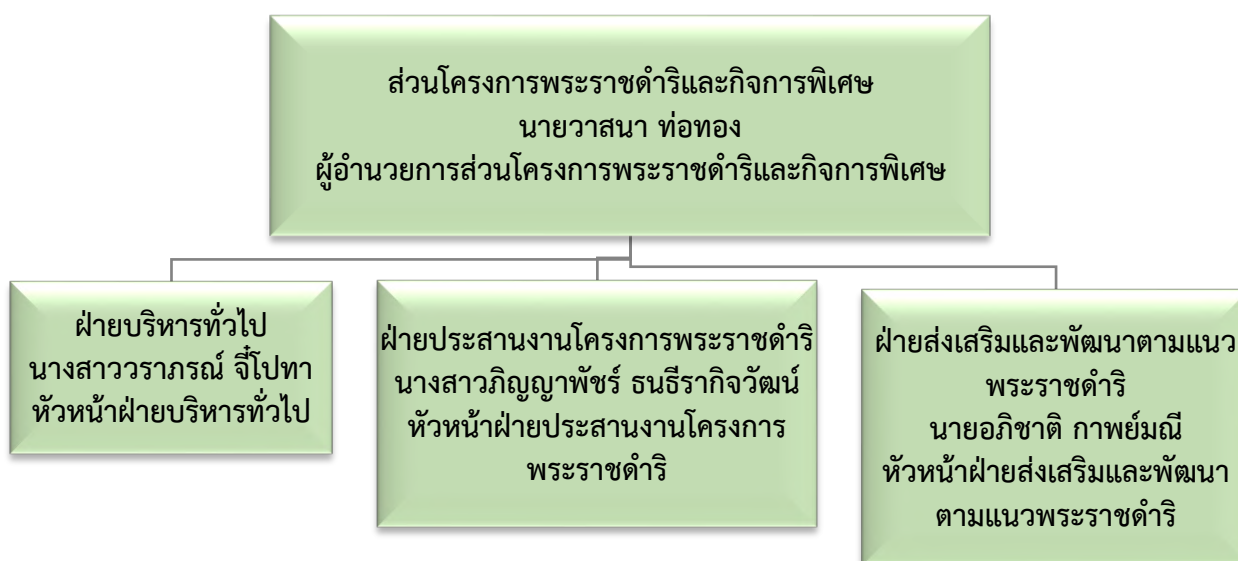 ส่วนโครงการพระราชดำริและกิจการพิเศษ
นายวาสนา ท่อทอง
ผู้อำนวยการส่วนโครงการพระราชดำริและกิจการพิเศษ
ฝ่ายบริหารทั่วไป
นางสาววราภรณ์ จี๋โปทา
หัวหน้าฝ่ายบริหารทั่วไป
ฝ่ายประสานงานโครงการพระราชดำริ
นางสาวภิญญาพัชร์ ธนธีรากิจวัฒน์
หัวหน้าฝ่ายประสานงานโครงการ
พระราชดำริ
ฝ่ายส่งเสริมและพัฒนาตามแนว
พระราชดำริ
นายอภิชาติ กาพย์มณี
หัวหน้าฝ่ายส่งเสริมและพัฒนา
ตามแนวพระราชดำริ